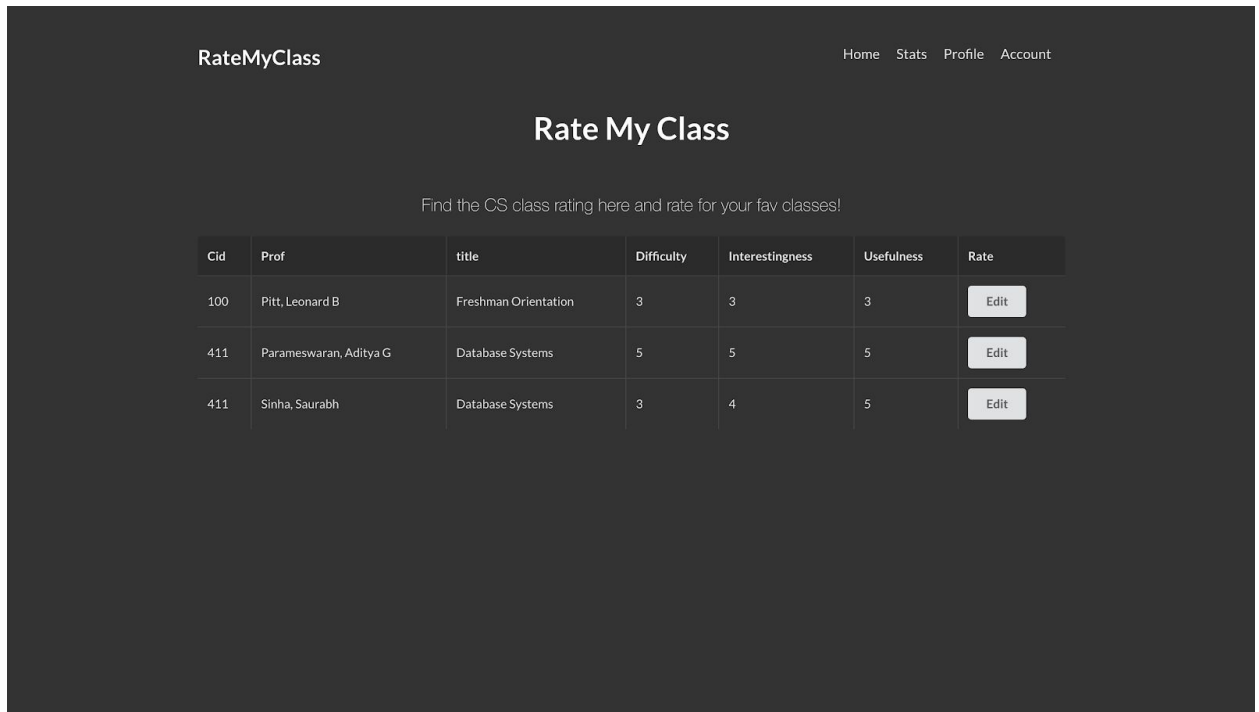 RateMyClass Home Stats Profile Account
Rate My Class
Find the CS class rating here and rate for your fav classes!
Cid Prof title Difficulty Interestingness Usefulness Rate
100 Pitt, Leonard B Freshman Orientation 3 3 3 Edit
411 Parameswaran, Aditya G Database Systems 5 5 5 Edit
411 Sinha, Saurabh Database Systems 3 4 5 Edit